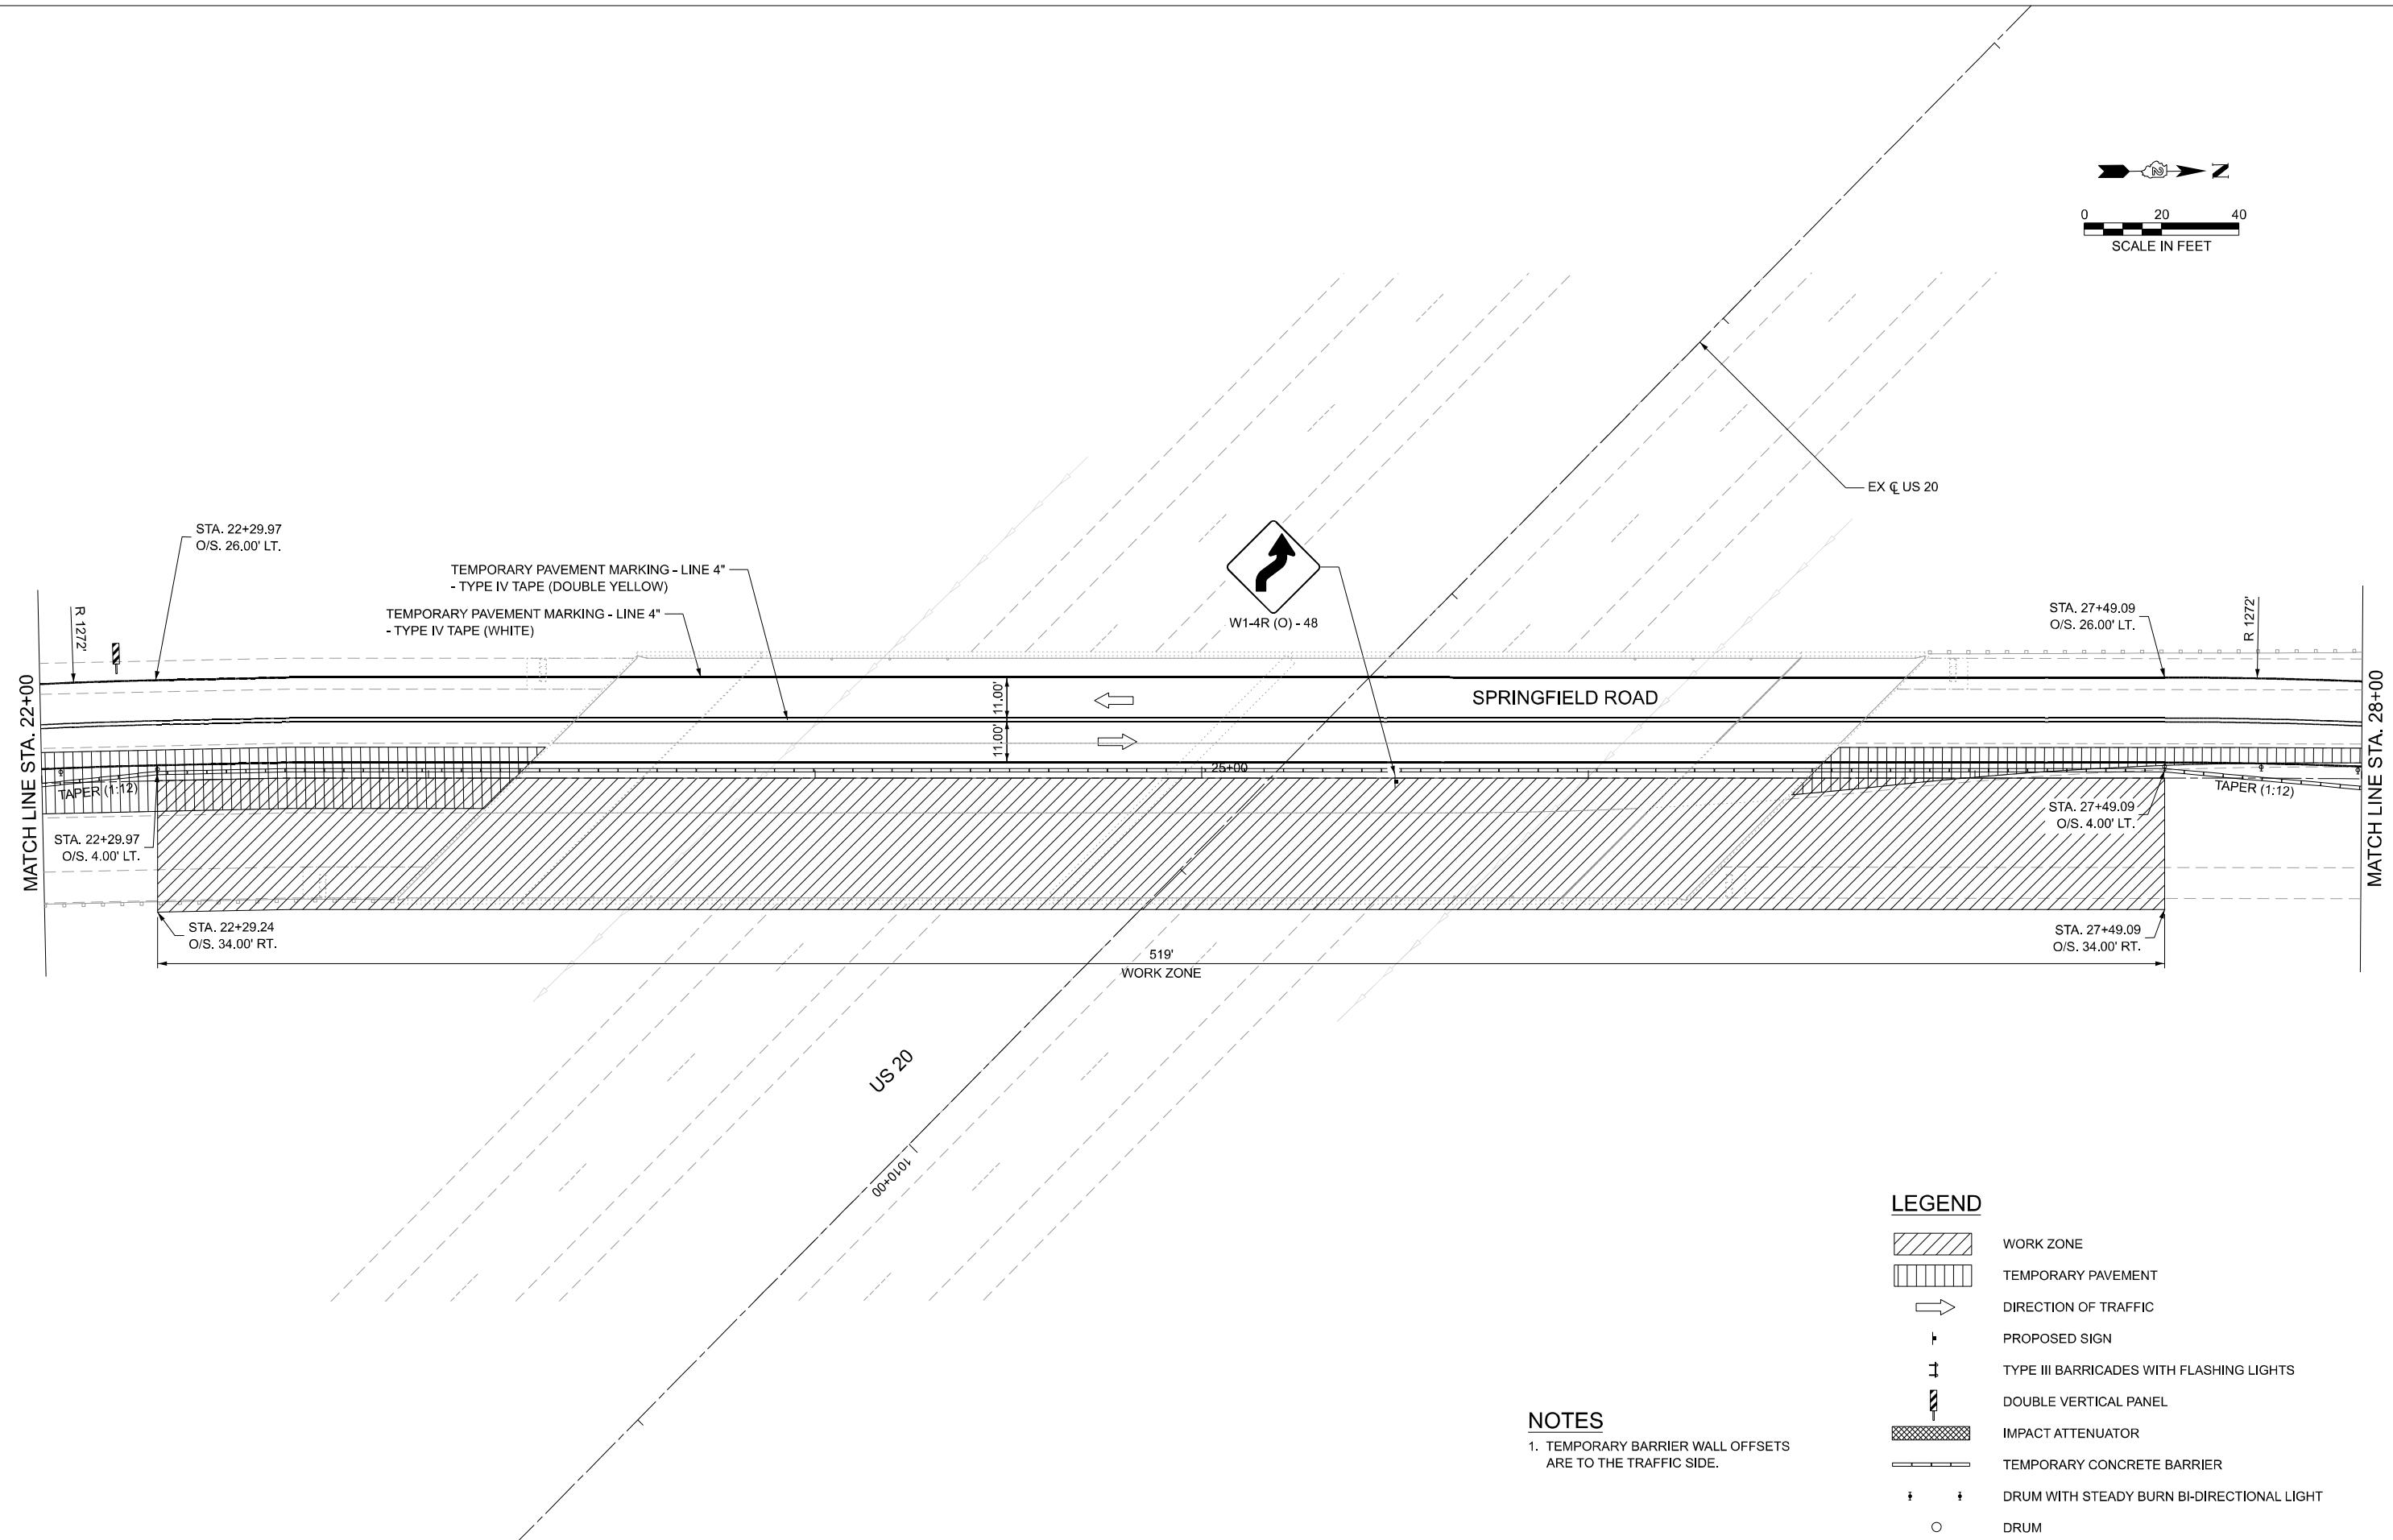 N
0 20 40
SCALE IN FEET
EX ℄ US 20
STA. 22+29.97
O/S. 26.00' LT.
TEMPORARY PAVEMENT MARKING - LINE 4"
- TYPE IV TAPE (DOUBLE YELLOW)
TEMPORARY PAVEMENT MARKING - LINE 4"
- TYPE IV TAPE (WHITE)
W1-4R (O) - 48
STA. 27+49.09
O/S. 26.00' LT.
R 1272'
R 1272'
MATCH LINE STA. 22+00
MATCH LINE STA. 28+00
SPRINGFIELD ROAD
11.00'
11.00'
25+00
TAPER (1:12)
TAPER (1:12)
STA. 22+29.97
O/S. 4.00' LT.
STA. 27+49.09
O/S. 4.00' LT.
STA. 22+29.24
O/S. 34.00' RT.
STA. 27+49.09
O/S. 34.00' RT.
519'
WORK ZONE
US 20
1010+00
LEGEND
WORK ZONE
TEMPORARY PAVEMENT
DIRECTION OF TRAFFIC
PROPOSED SIGN
TYPE III BARRICADES WITH FLASHING LIGHTS
DOUBLE VERTICAL PANEL
IMPACT ATTENUATOR
TEMPORARY CONCRETE BARRIER
DRUM WITH STEADY BURN BI-DIRECTIONAL LIGHT
DRUM
NOTES
1. TEMPORARY BARRIER WALL OFFSETS
ARE TO THE TRAFFIC SIDE.